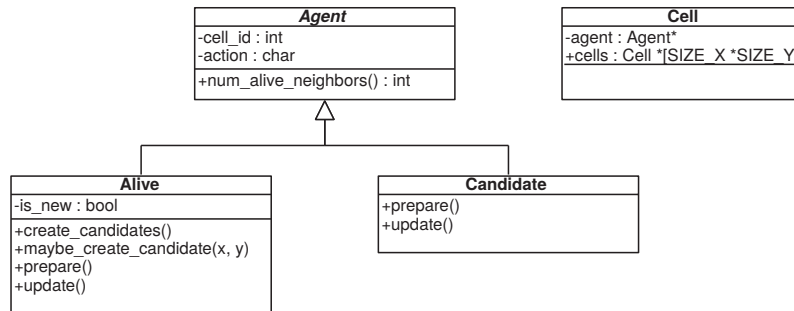 Agent
-cell_id : int
-action : char
+num_alive_neighbors() : int
Cell
-agent : Agent*
+cells : Cell *[SIZE_X *SIZE_Y
Alive
-is_new : bool
+create_candidates()
+maybe_create_candidate(x, y)
+prepare()
+update()
Candidate
+prepare()
+update()